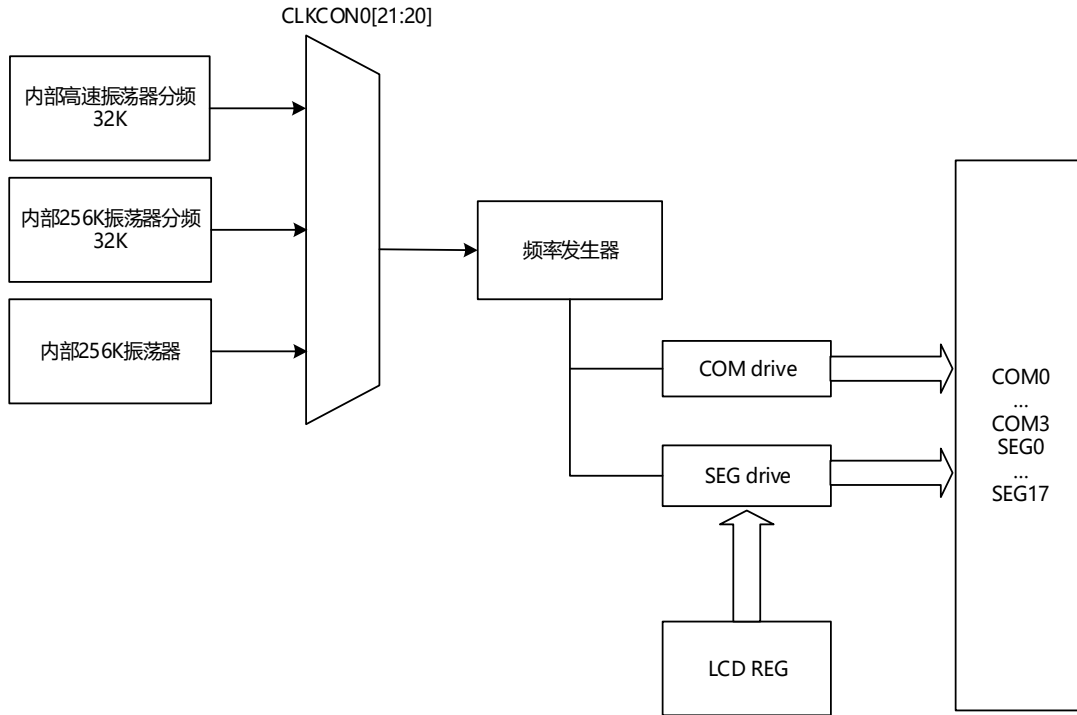 CLKCON0[21:20]
内部高速振荡器分频
32K
内部256K振荡器分频
32K
内部256K振荡器
频率发生器
COM drive
SEG drive
LCD REG
COM0
...
COM3
SEG0
...
SEG17